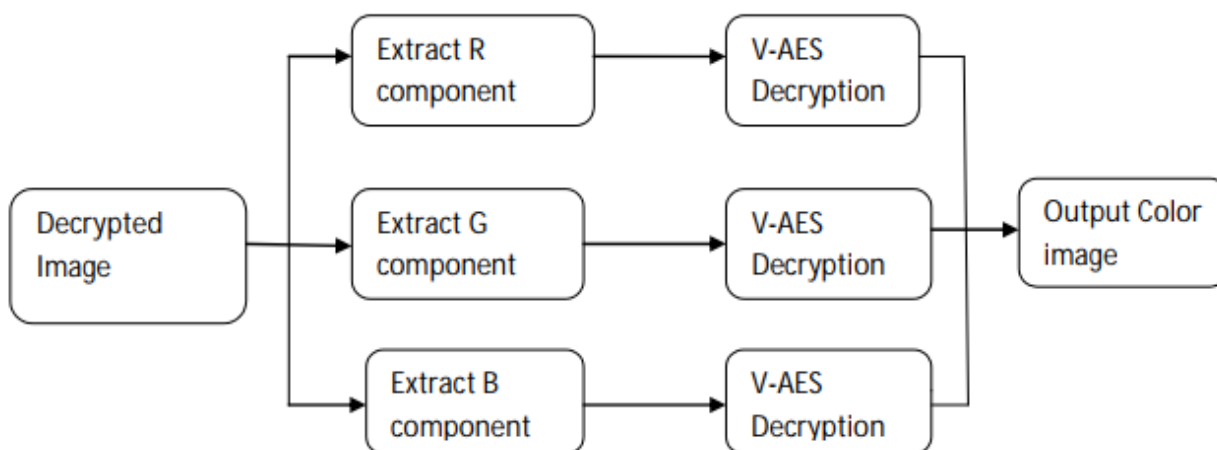 Extract R
component
V-AES
Decryption
Decrypted
Image
Extract G
component
V-AES
Decryption
Output Color
image
Extract B
component
V-AES
Decryption